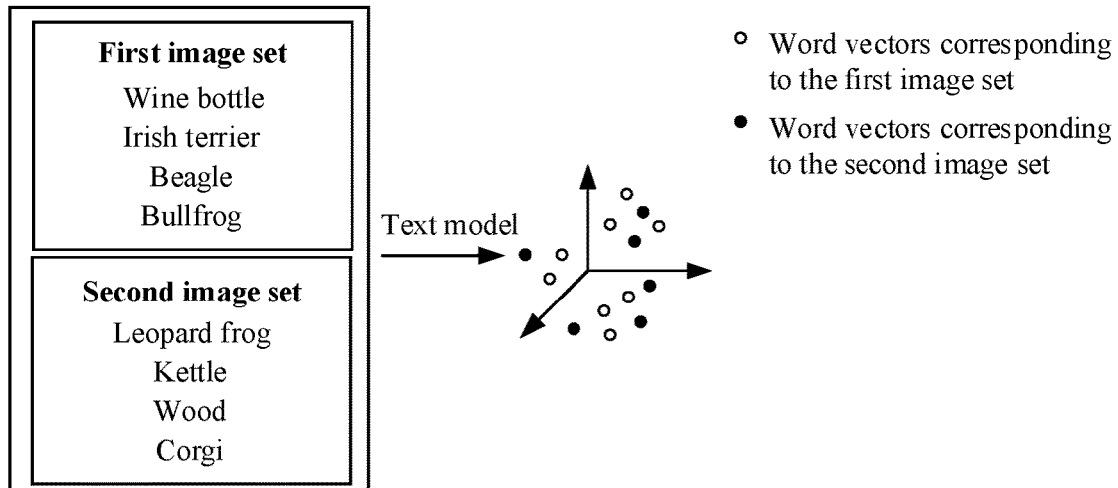 First image set
Wine bottle
Irish terrier
Beagle
Bullfrog
Second image set
Leopard frog
Kettle
Wood
Corgi
Text model
Word vectors corresponding
to the first image set
Word vectors corresponding
to the second image set